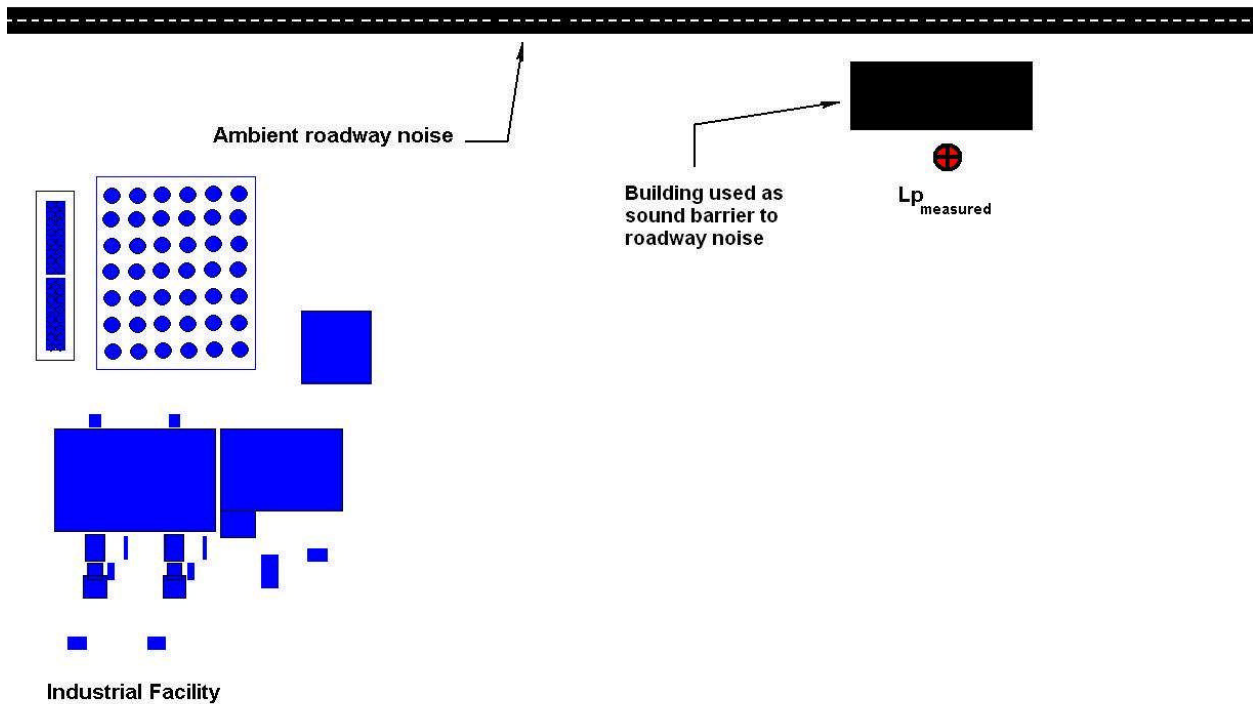 Ambient roadway noise
Building used as
sound barrier to
roadway noise
Lp measured
Industrial Facility